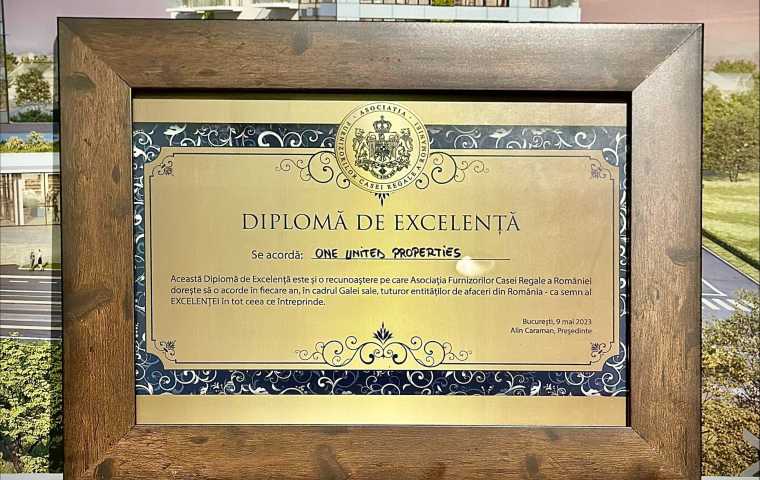 ASOCIAȚIA
FURNIZORILOR CASEI REGALE A ROMÂNIEI
DIPLOMĂ DE EXCELENȚĂ
Se acordă: ONE UNITED PROPERTIES
Această Diplomă de Excelență este și o recunoaștere pe care Asociația Furnizorilor Casei Regale a României
dorește să o acorde în fiecare an, în cadrul Galei sale, tuturor entităților de afaceri din România - ca semn al
EXCELENȚEI în tot ceea ce întreprinde.
București, 9 mai 2023
Alin Caraman, Președinte